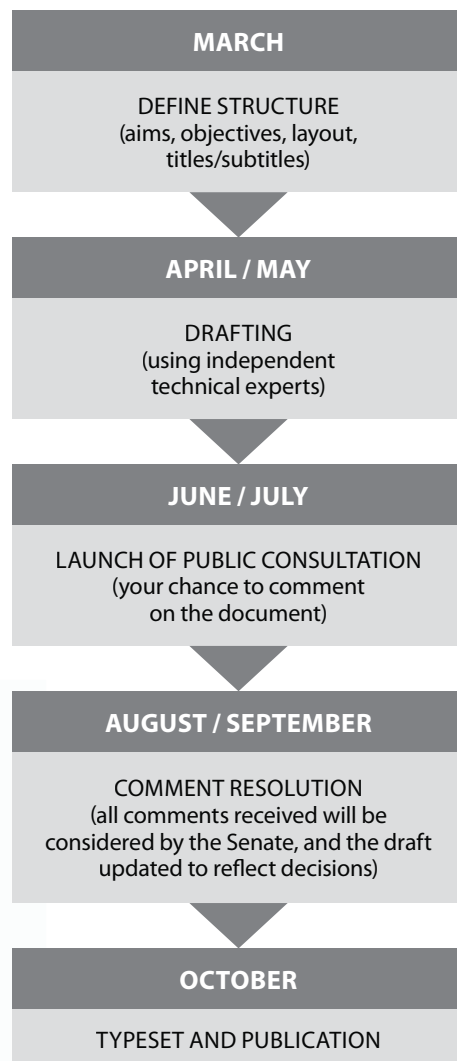 MARCH
DEFINE STRUCTURE
(aims, objectives, layout,
titles/subtitles)
APRIL / MAY
DRAFTING
(using independent
technical experts)
JUNE / JULY
LAUNCH OF PUBLIC CONSULTATION
(your chance to comment
on the document)
AUGUST / SEPTEMBER
COMMENT RESOLUTION
(all comments received will be
considered by the Senate, and the draft
updated to reflect decisions)
OCTOBER
TYPESET AND PUBLICATION